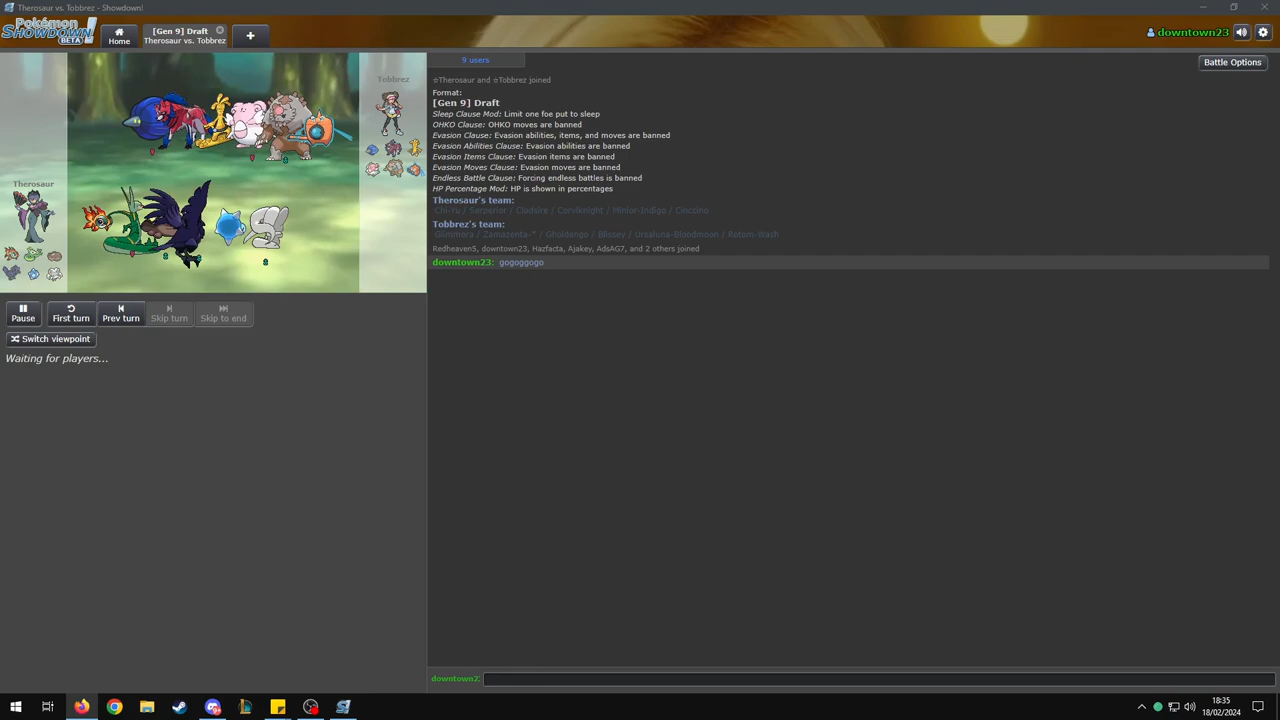 Therosaur vs. Tobbrez - Showdown!
Pokémon
SHOWDOWN!
BETA
Home
[Gen 9] Draft
Therosaur vs. Tobbrez
downtown23
Tobbrez
Therosaur
9 users
Battle Options
☆Therosaur and ☆Tobbrez joined
Format:
[Gen 9] Draft
Sleep Clause Mod: Limit one foe put to sleep
OHKO Clause: OHKO moves are banned
Evasion Clause: Evasion abilities, items, and moves are banned
Evasion Abilities Clause: Evasion abilities are banned
Evasion Items Clause: Evasion items are banned
Evasion Moves Clause: Evasion moves are banned
Endless Battle Clause: Forcing endless battles is banned
HP Percentage Mod: HP is shown in percentages
Therosaur's team:
Chi-Yu / Serperior / Clodsire / Corviknight / Minior-Indigo / Cinccino
Tobbrez's team:
Glimmora / Zamazenta-* / Gholdengo / Blissey / Ursaluna-Bloodmoon / Rotom-Wash
Redheaven5, downtown23, Hazfacta, Ajakey, AdsAG7, and 2 others joined
downtown23: gogoggogo
Pause
First turn
Prev turn
Skip turn
Skip to end
Switch viewpoint
Waiting for players...
downtown2
18:35
18/02/2024